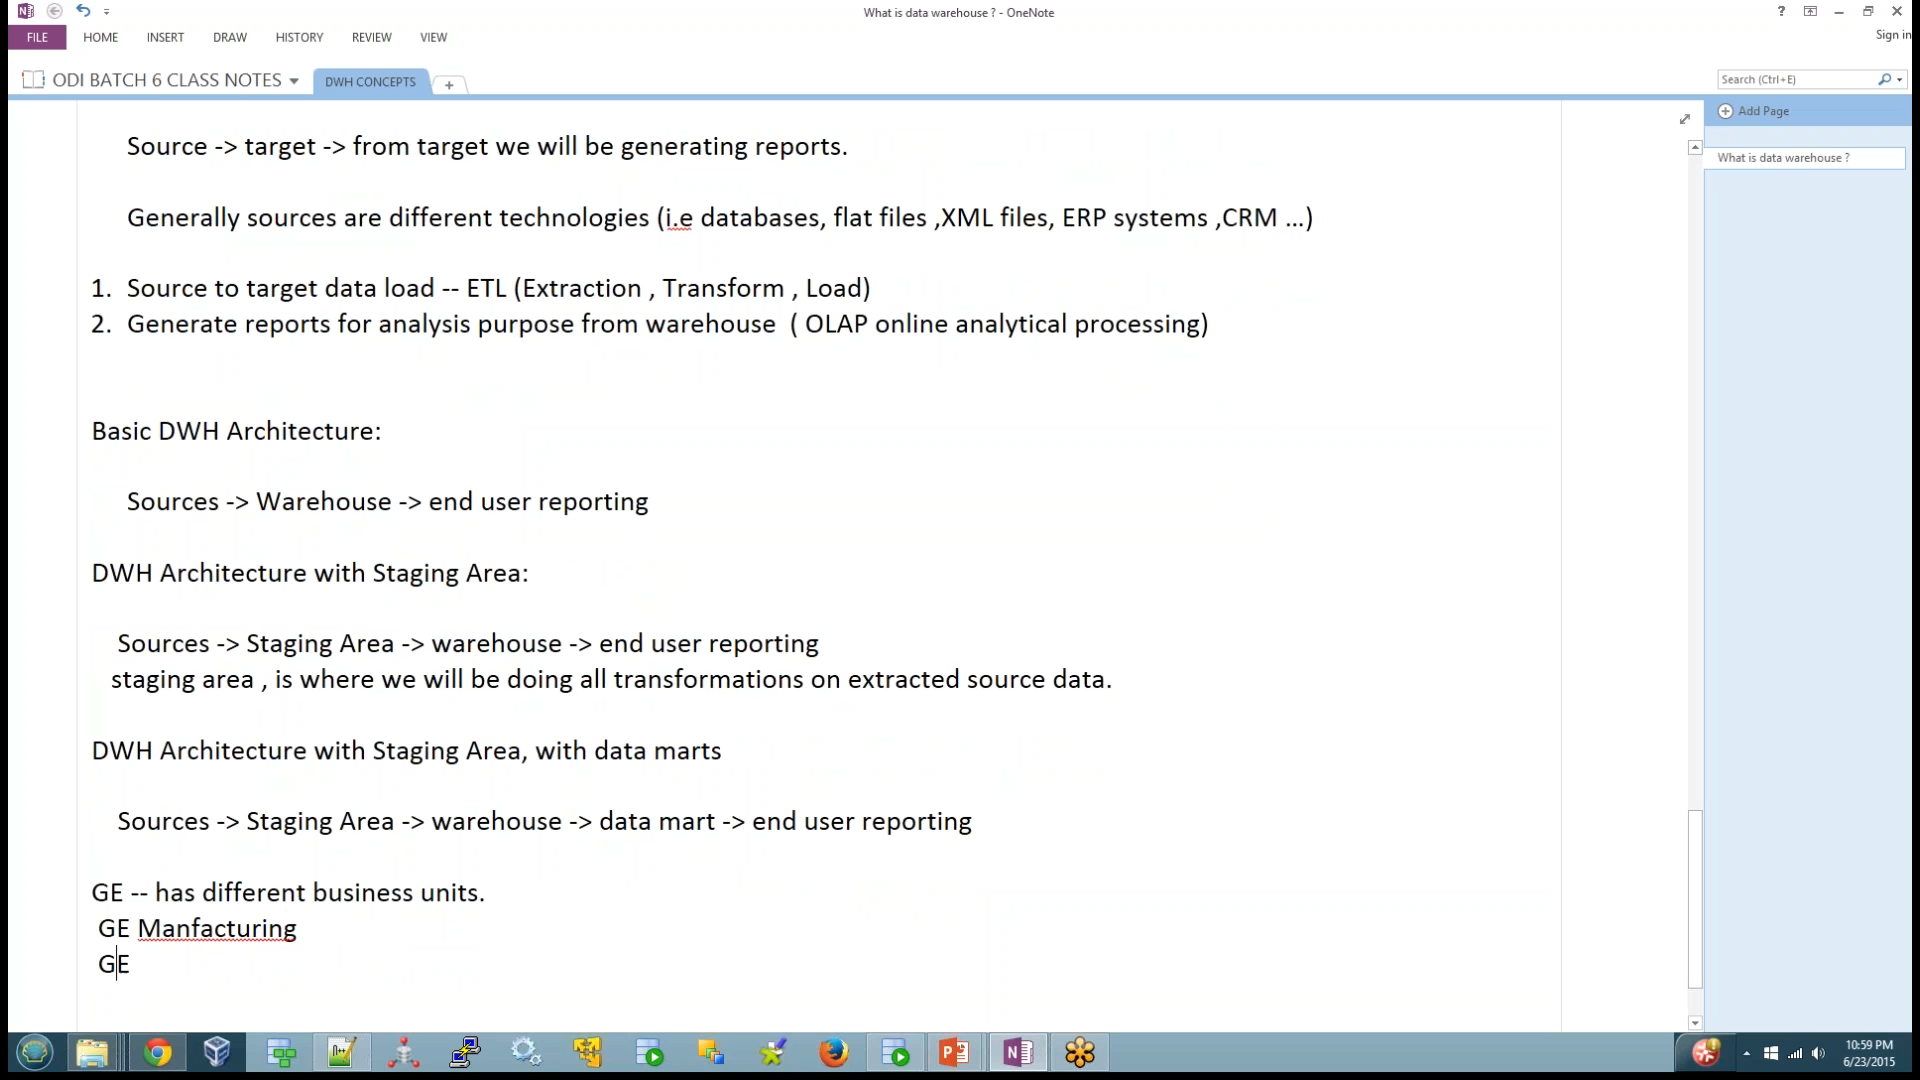 What is data warehouse ? - OneNote
?
Sign in
FILE HOME INSERT DRAW HISTORY REVIEW VIEW
ODI BATCH 6 CLASS NOTES
DWH CONCEPTS
+
Search (Ctrl+E)
Add Page
What is data warehouse ?
Source -> target -> from target we will be generating reports.
Generally sources are different technologies (i.e databases, flat files ,XML files, ERP systems ,CRM ...)
1. Source to target data load -- ETL (Extraction , Transform , Load)
2. Generate reports for analysis purpose from warehouse ( OLAP online analytical processing)
Basic DWH Architecture:
Sources -> Warehouse -> end user reporting
DWH Architecture with Staging Area:
Sources -> Staging Area -> warehouse -> end user reporting
staging area , is where we will be doing all transformations on extracted source data.
DWH Architecture with Staging Area, with data marts
Sources -> Staging Area -> warehouse -> data mart -> end user reporting
GE -- has different business units.
GE Manfacturing
GE
10:59 PM
6/23/2015